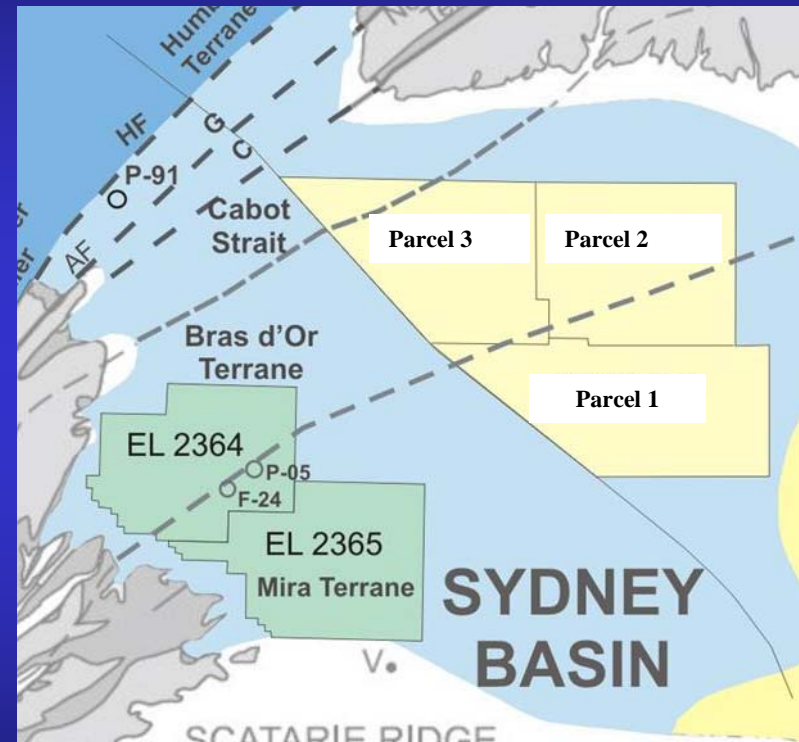 Terrane
HF
G
C
P-91
AF
Cabot
Strait
Parcel 3
Parcel 2
Bras d’Or
Terrane
Parcel 1
EL 2364
P-05
F-24
EL 2365
Mira Terrane
SYDNEY
BASIN
V
SCATARIE RIDGE